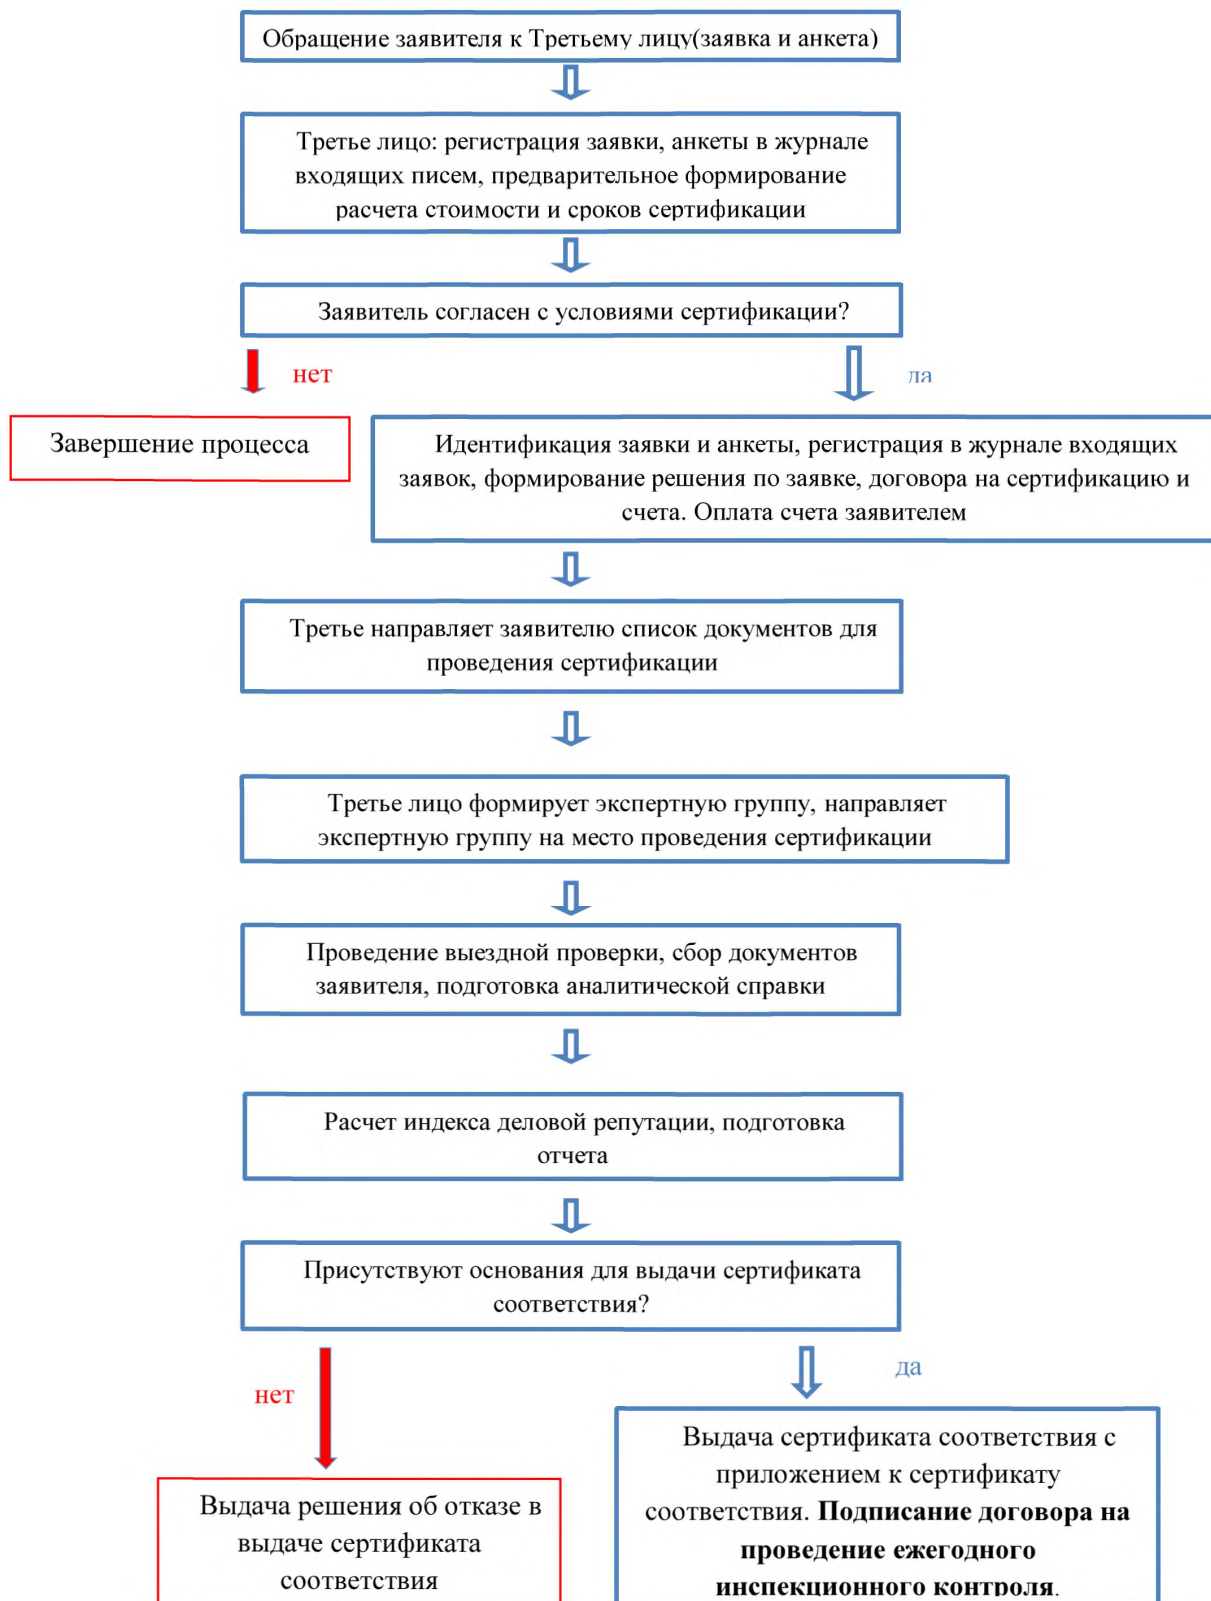 Обращение заявителя к Третьему лицу(заявка и анкета)
Третье лицо: регистрация заявки, анкеты в журнале
входящих писем, предварительное формирование
расчета стоимости и сроков сертификации
Заявитель согласен с условиями сертификации?
нет
да
Завершение процесса
Идентификация заявки и анкеты, регистрация в журнале входящих
заявок, формирование решения по заявке, договора на сертификацию и
счета. Оплата счета заявителем
Третье направляет заявителю список документов для
проведения сертификации
Третье лицо формирует экспертную группу, направляет
экспертную группу на место проведения сертификации
Проведение выездной проверки, сбор документов
заявителя, подготовка аналитической справки
Расчет индекса деловой репутации, подготовка
отчета
Присутствуют основания для выдачи сертификата
соответствия?
нет
да
Выдача решения об отказе в
выдаче сертификата
соответствия
Выдача сертификата соответствия с
приложением к сертификату
соответствия. Подписание договора на
проведение ежегодного
инспекционного контроля.